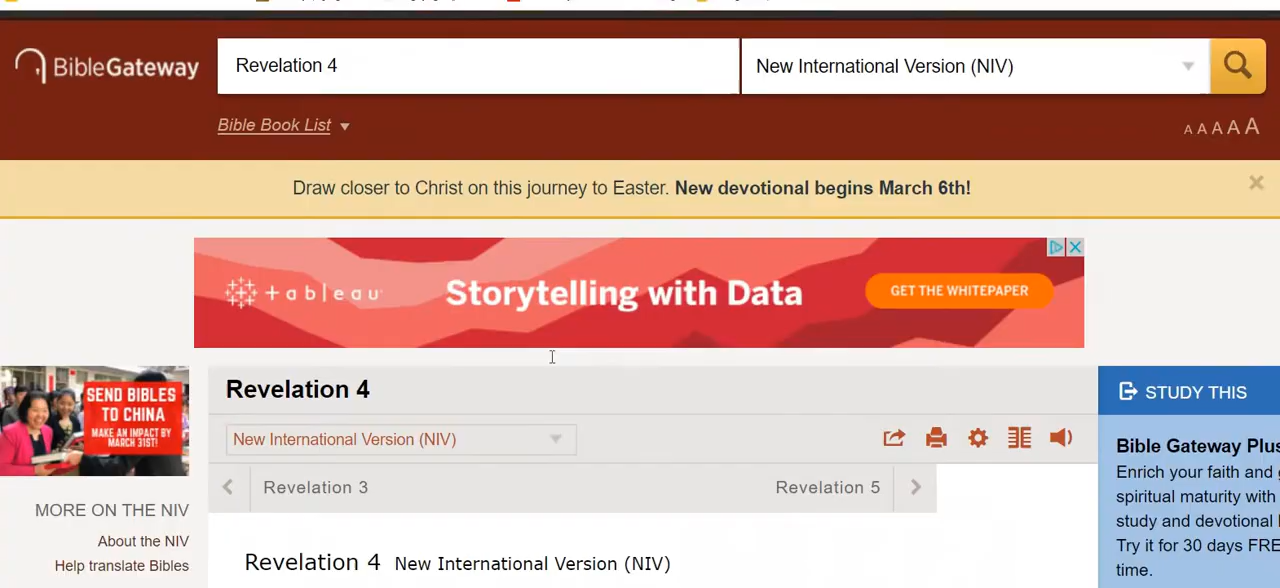 BibleGateway
Revelation 4
New International Version (NIV)
Bible Book List
A A A A A
Draw closer to Christ on this journey to Easter. New devotional begins March 6th!
+ a b l e a u
Storytelling with Data
GET THE WHITEPAPER
SEND BIBLES
TO CHINA
MAKE AN IMPACT BY
MARCH 31ST!
MORE ON THE NIV
About the NIV
Help translate Bibles
Revelation 4
New International Version (NIV)
Revelation 3
Revelation 5
Revelation 4 New International Version (NIV)
STUDY THIS
Bible Gateway Plus
Enrich your faith and
spiritual maturity with
study and devotional
Try it for 30 days FRE
time.